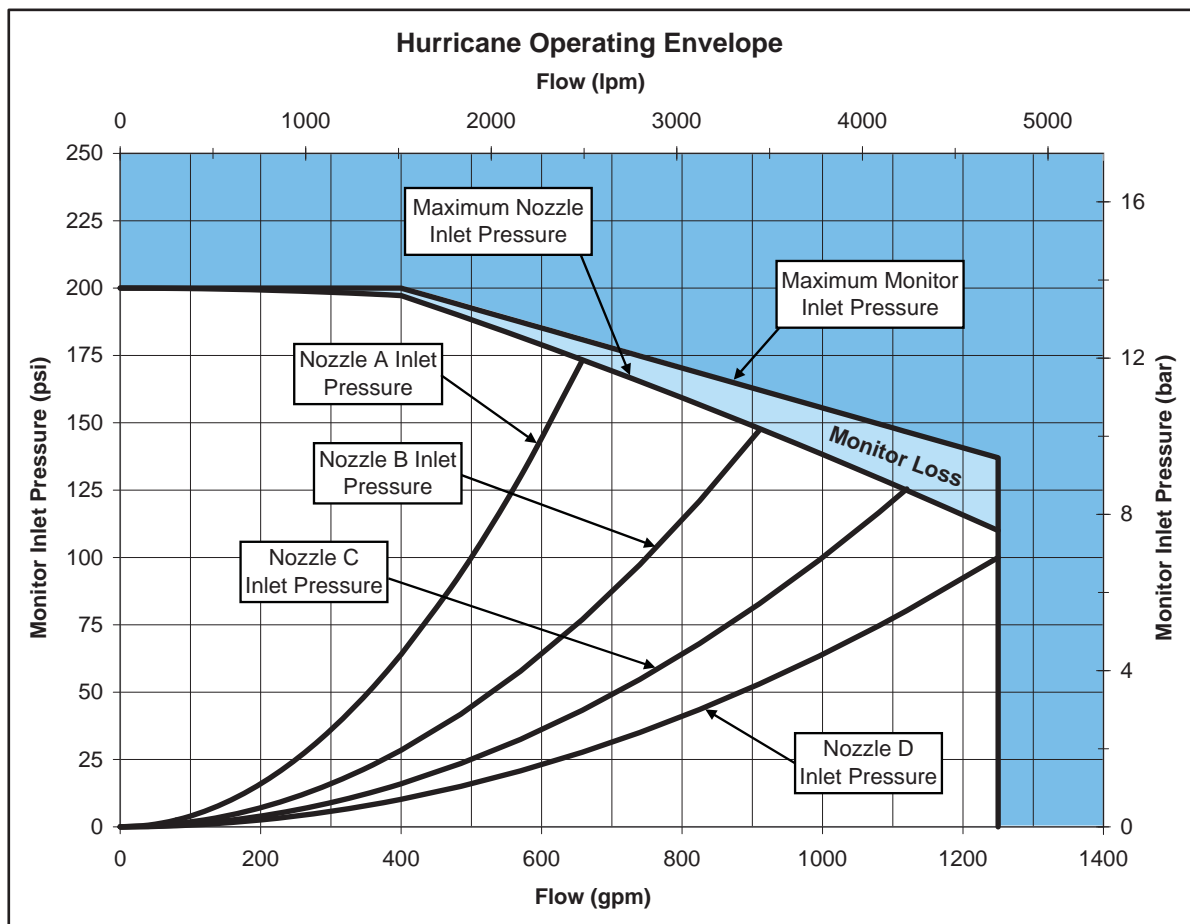 Hurricane Operating Envelope
Flow (lpm)
0 1000 2000 3000 4000 5000
Monitor Inlet Pressure (psi)
250
225
200
175
150
125
100
75
50
25
0
Maximum Nozzle
Inlet Pressure
Maximum Monitor
Inlet Pressure
Nozzle A Inlet
Pressure
Nozzle B Inlet
Pressure
Monitor Loss
Nozzle C
Inlet Pressure
Nozzle D
Inlet Pressure
16
12
8
4
0
Monitor Inlet Pressure (bar)
0 200 400 600 800 1000 1200 1400
Flow (gpm)